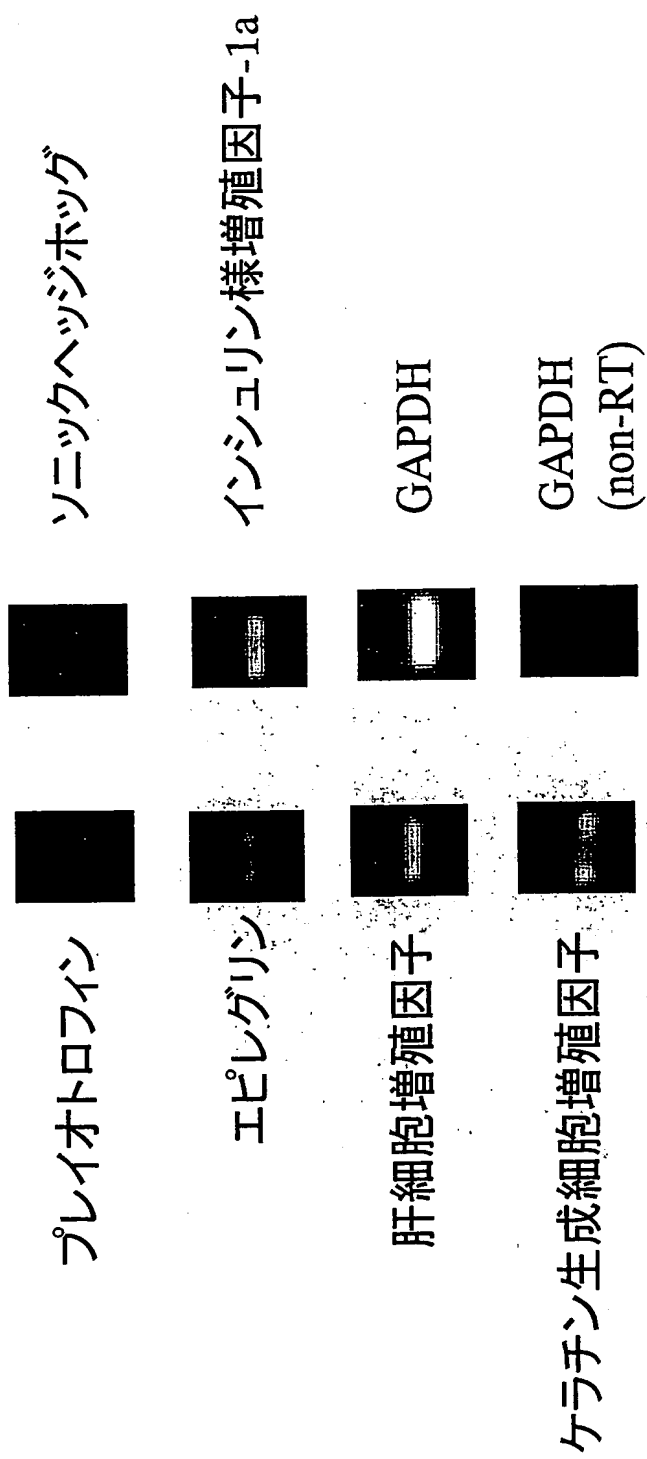 プレイオトロフィン
エピレグリン
肝細胞増殖因子
ケラチン生成細胞増殖因子
ソニックヘッジホッグ
インシュリン様増殖因子-1a
GAPDH
GAPDH
(non-RT)